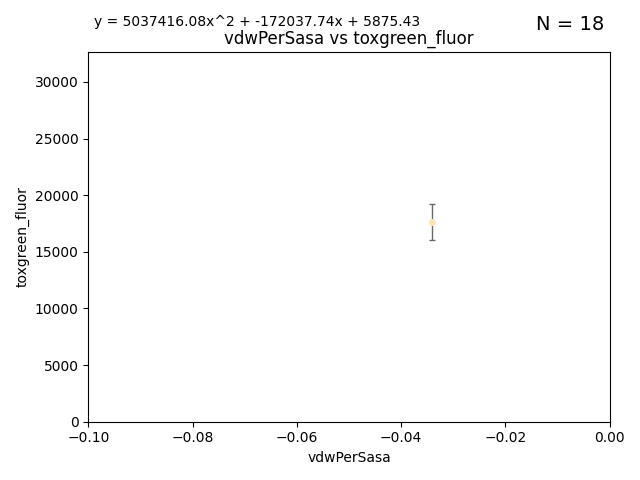 y = 5037416.08x^2 + -172037.74x + 5875.43
N = 18
vdwPerSasa vs toxgreen_fluor
30000
25000
20000
15000
10000
5000
0
toxgreen_fluor
−0.10
−0.08
−0.06
−0.04
−0.02
0.00
vdwPerSasa